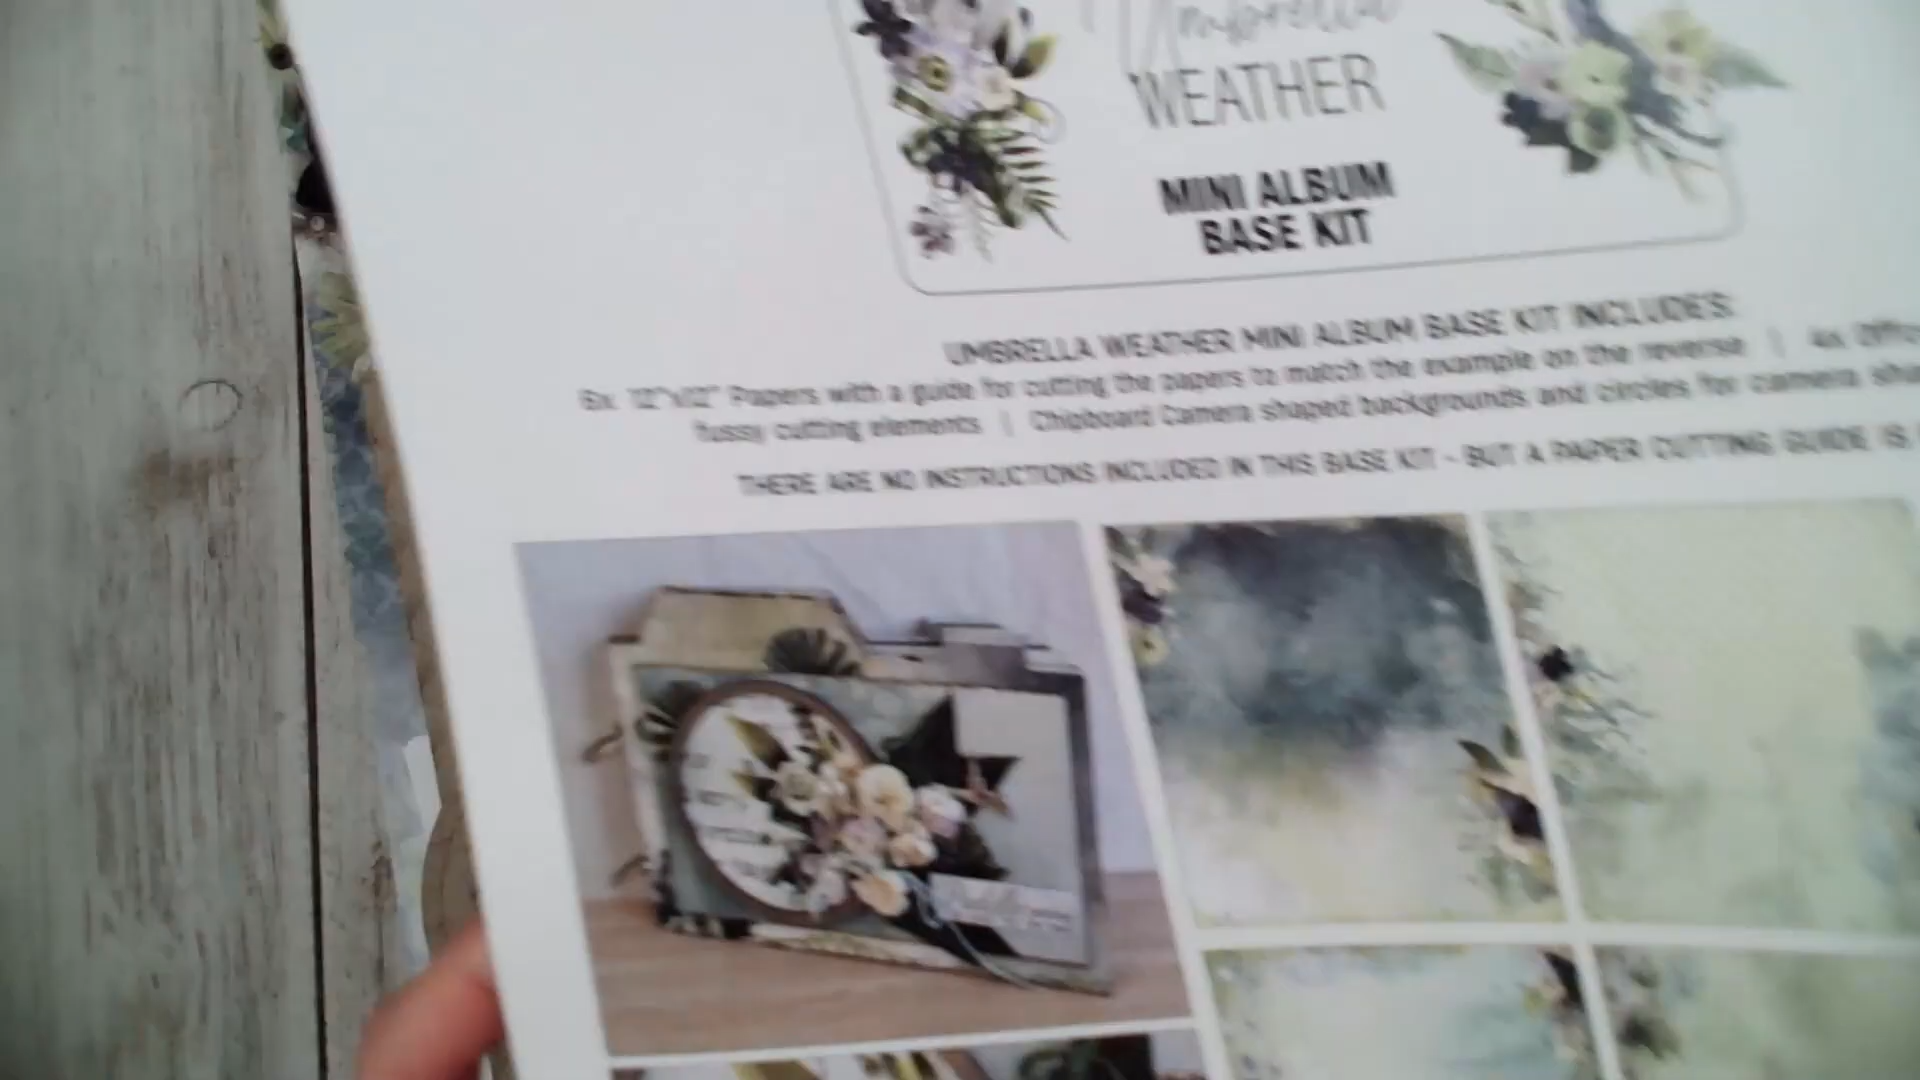 Umbrella
WEATHER
MINI ALBUM
BASE KIT
UMBRELLA WEATHER MINI ALBUM BASE KIT INCLUDES:
6x 12"x12" Papers with a guide for cutting the papers to match the example on the reverse | 4x
fussy cutting elements | Chipboard Camera shaped backgrounds and circles for camera
THERE ARE NO INSTRUCTIONS INCLUDED IN THIS BASE KIT - BUT A PAPER CUTTING GUIDE IS